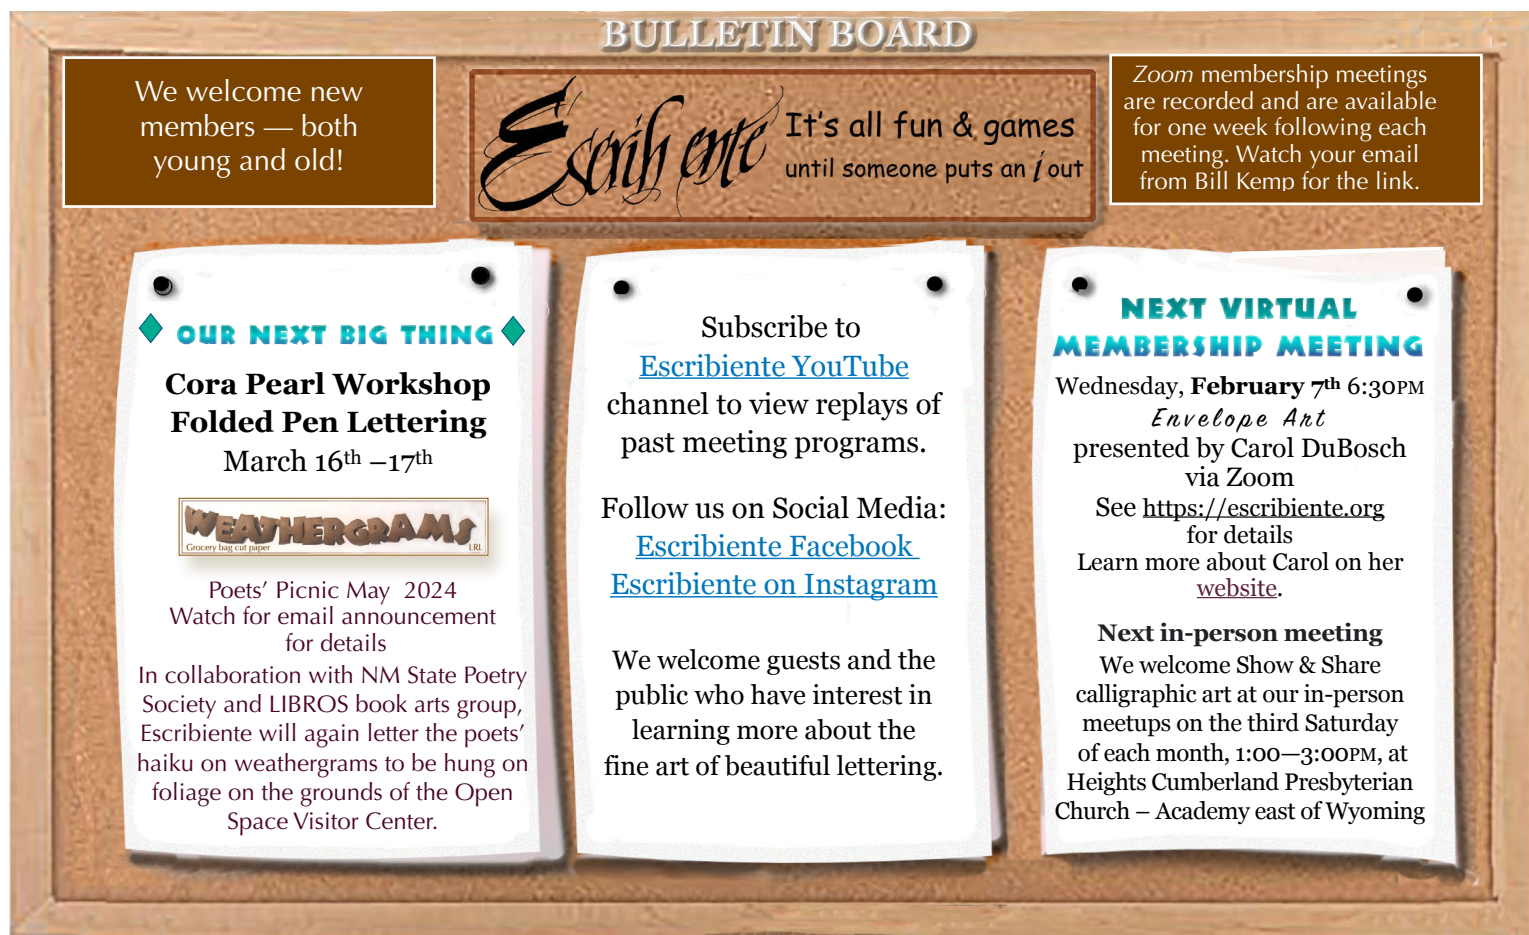 BULLETIN BOARD
We welcome new
members — both
young and old!
Escribiente
It's all fun & games
until someone puts an i out
Zoom membership meetings
are recorded and are available
for one week following each
meeting. Watch your email
from Bill Kemp for the link.
OUR NEXT BIG THING
Cora Pearl Workshop
Folded Pen Lettering
March 16th –17th
WEATHERGRAMS
Grocery bag cut paper LRL
Poets' Picnic May 2024
Watch for email announcement
for details
In collaboration with NM State Poetry
Society and LIBROS book arts group,
Escribiente will again letter the poets'
haiku on weathergrams to be hung on
foliage on the grounds of the Open
Space Visitor Center.
Subscribe to
Escribiente YouTube
channel to view replays of
past meeting programs.
Follow us on Social Media:
Escribiente Facebook
Escribiente on Instagram
We welcome guests and the
public who have interest in
learning more about the
fine art of beautiful lettering.
NEXT VIRTUAL
MEMBERSHIP MEETING
Wednesday, February 7th 6:30PM
Envelope Art
presented by Carol DuBosch
via Zoom
See https://escribiente.org
for details
Learn more about Carol on her
website.
Next in-person meeting
We welcome Show & Share
calligraphic art at our in-person
meetups on the third Saturday
of each month, 1:00—3:00PM, at
Heights Cumberland Presbyterian
Church – Academy east of Wyoming